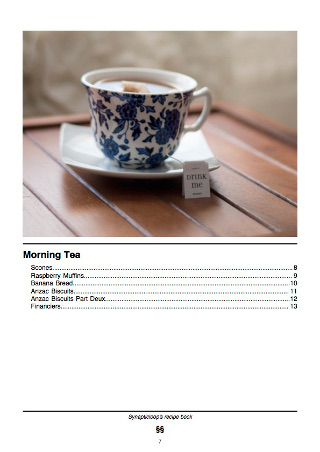 drink
me
Morning Tea
Scones 8
Raspberry Muffins 9
Banana Bread 10
Anzac Biscuits 11
Anzac Biscuits Part Deux 12
Financiers 13
Synapticloop's recipe book
§§
7